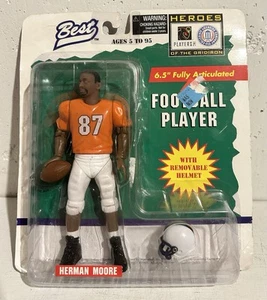 Best
AGES 5 TO 95
WARNING:
HEROES
PLAYERS
OF THE GRIDIRON
6.5" Fully Articulated
FOOTBALL
PLAYER
WITH
REMOVABLE
HELMET
87
HERMAN MOORE